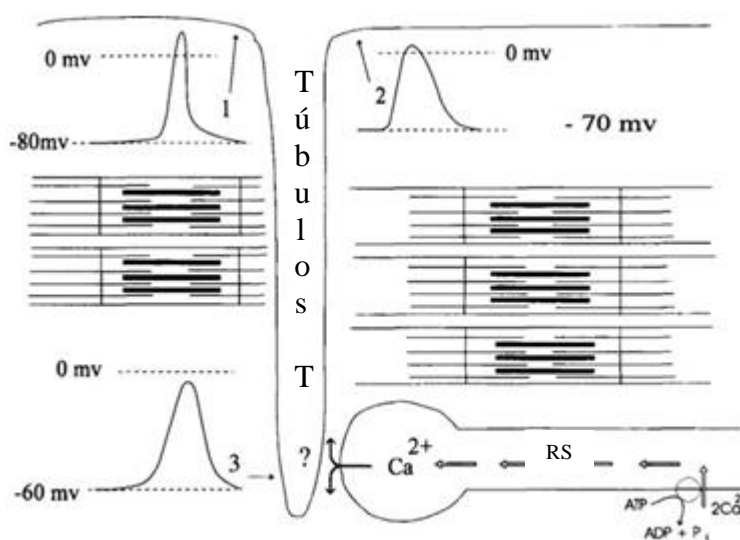 0 mv
1
-80mv
Túbulos T
0 mv
2
- 70 mv
0 mv
3
-60 mv
?
Ca2+
RS
ATP
ADP + Pi
2Ca2